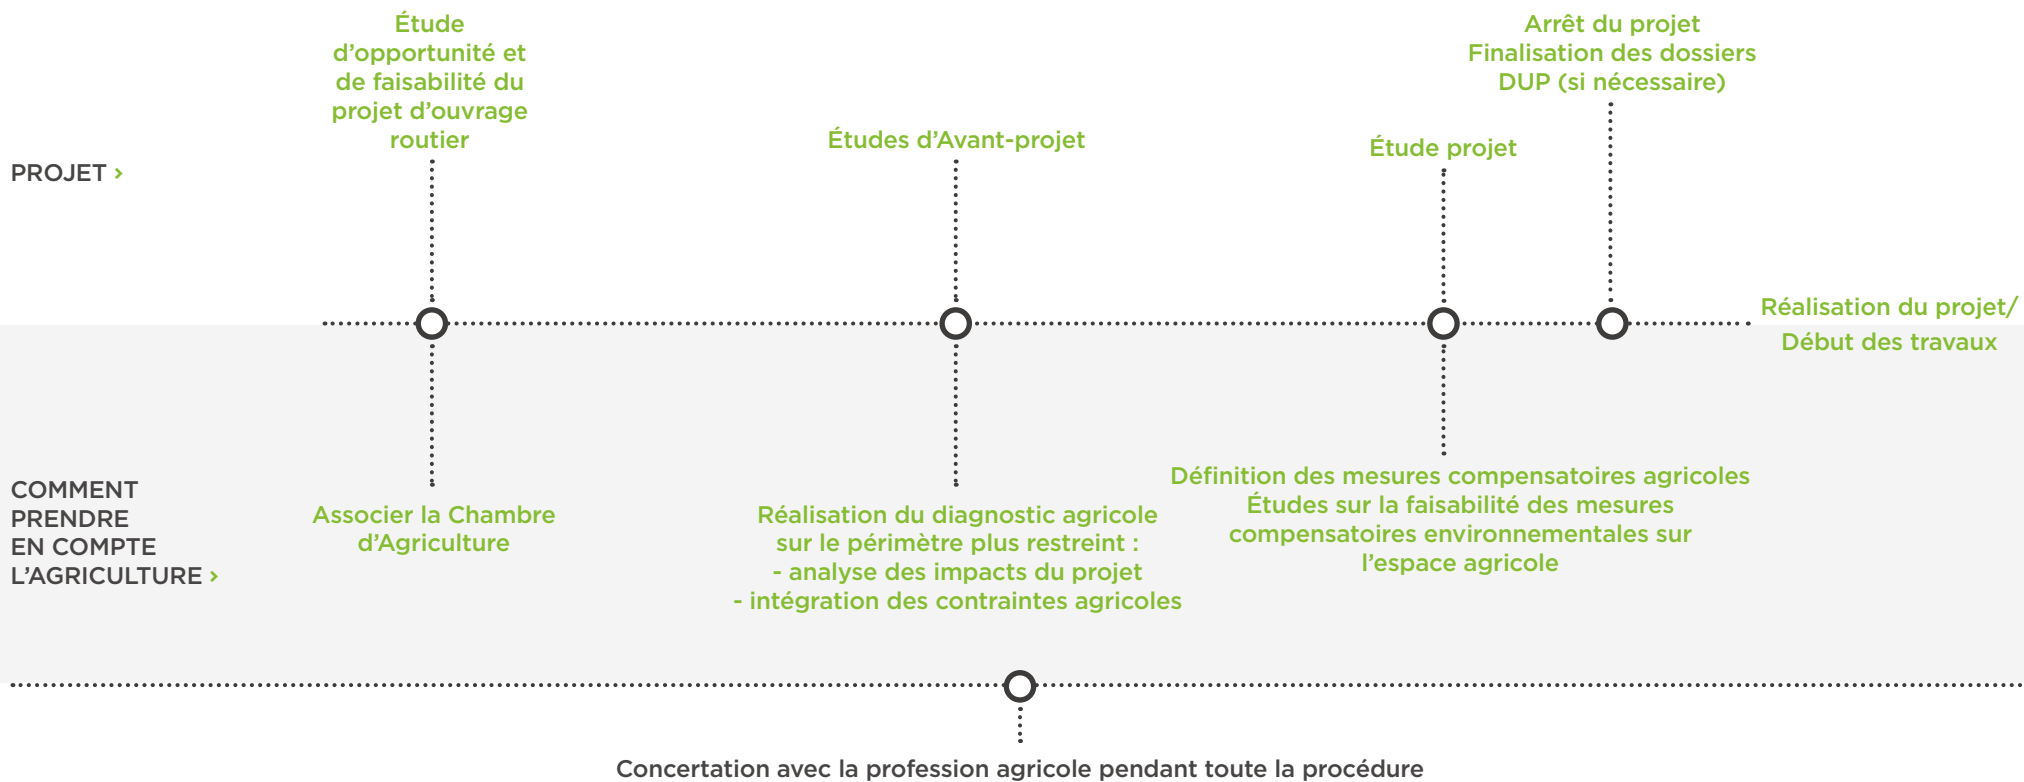 Étude
d’opportunité et
de faisabilité du
projet d’ouvrage
routier
Études d’Avant-projet
Étude projet
Arrêt du projet
Finalisation des dossiers
DUP (si nécessaire)
PROJET ›
Réalisation du projet/
Début des travaux
COMMENT
PRENDRE
EN COMPTE
L’AGRICULTURE ›
Associer la Chambre
d’Agriculture
Réalisation du diagnostic agricole
sur le périmètre plus restreint :
- analyse des impacts du projet
- intégration des contraintes agricoles
Définition des mesures compensatoires agricoles
Études sur la faisabilité des mesures
compensatoires environnementales sur
l’espace agricole
Concertation avec la profession agricole pendant toute la procédure